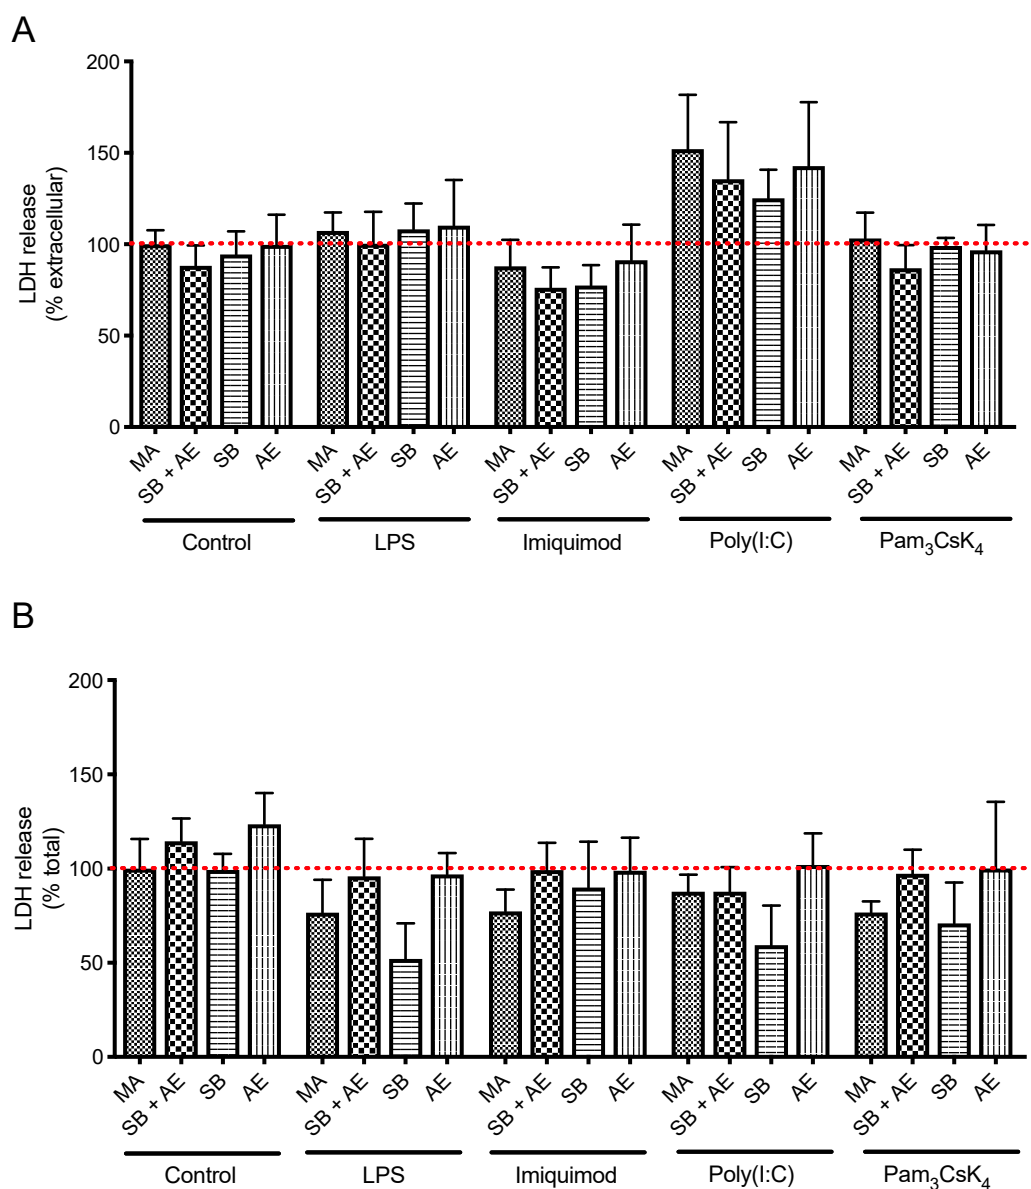 A
LDH release
(% extracellular)
200
150
100
50
0
MA SB + AE SB AE MA SB + AE SB AE MA SB + AE SB AE MA SB + AE SB AE MA SB + AE SB AE
Control LPS Imiquimod Poly(I:C) Pam3CsK4
B
LDH release
(% total)
200
150
100
50
0
MA SB + AE SB AE MA SB + AE SB AE MA SB + AE SB AE MA SB + AE SB AE MA SB + AE SB AE
Control LPS Imiquimod Poly(I:C) Pam3CsK4